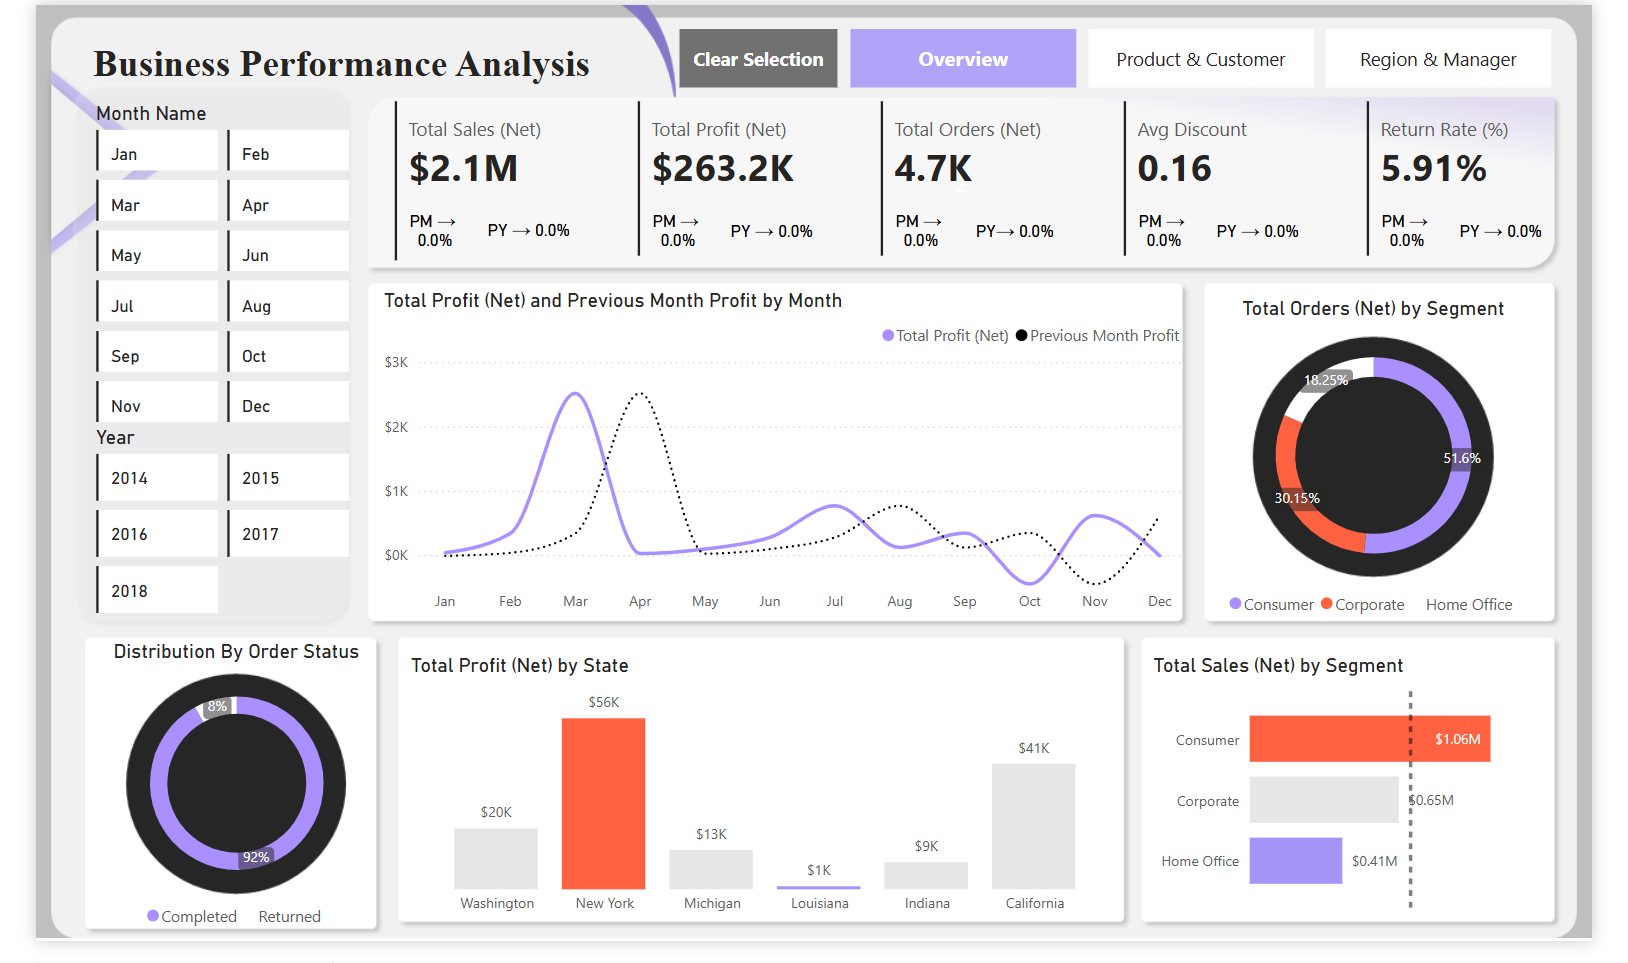 Business Performance Analysis
Clear Selection
Overview
Product & Customer
Region & Manager
Month Name
Jan
Feb
Mar
Apr
May
Jun
Jul
Aug
Sep
Oct
Nov
Dec
Year
2014
2015
2016
2017
2018
Total Sales (Net)
$2.1M
PM →
0.0%
PY → 0.0%
Total Profit (Net)
$263.2K
PM →
0.0%
PY → 0.0%
Total Orders (Net)
4.7K
PM →
0.0%
PY→ 0.0%
Avg Discount
0.16
PM →
0.0%
PY → 0.0%
Return Rate (%)
5.91%
PM →
0.0%
PY → 0.0%
Total Profit (Net) and Previous Month Profit by Month
Total Profit (Net)
Previous Month Profit
$3K
$2K
$1K
$0K
Jan
Feb
Mar
Apr
May
Jun
Jul
Aug
Sep
Oct
Nov
Dec
Total Orders (Net) by Segment
18.25%
51.6%
30.15%
Consumer
Corporate
Home Office
Distribution By Order Status
8%
92%
Completed
Returned
Total Profit (Net) by State
$20K
$56K
$13K
$1K
$9K
$41K
Washington
New York
Michigan
Louisiana
Indiana
California
Total Sales (Net) by Segment
Consumer
$1.06M
Corporate
$0.65M
Home Office
$0.41M